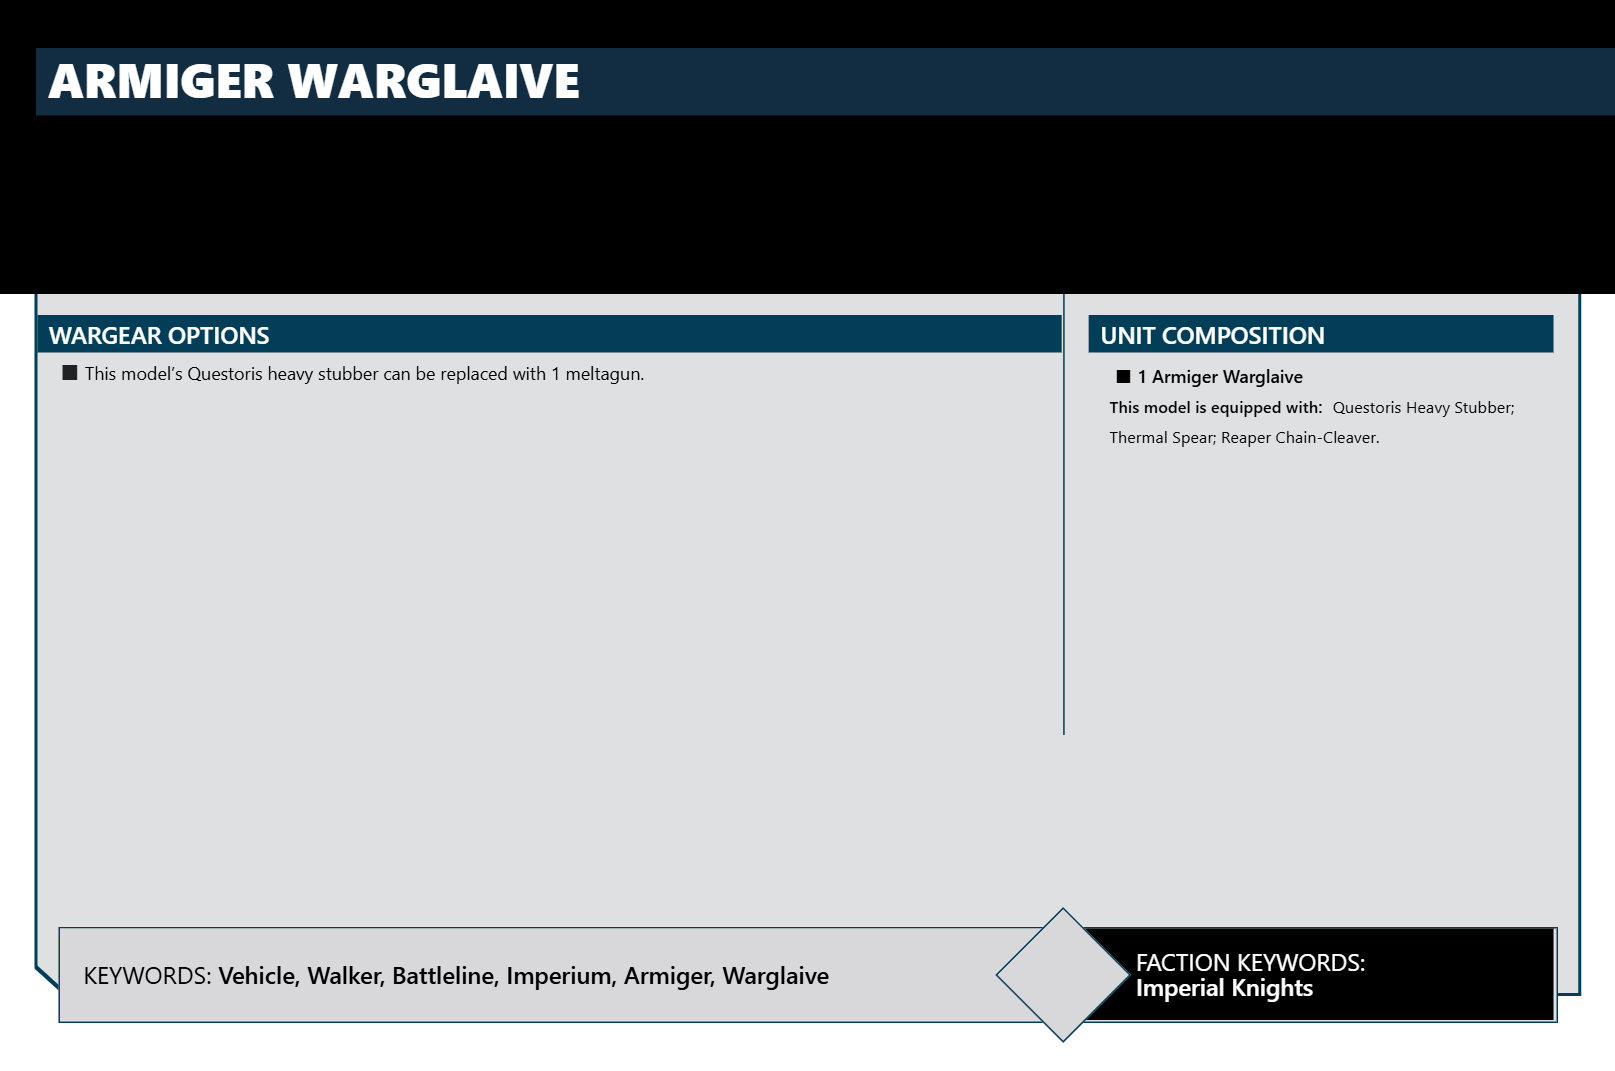 ARMIGER WARGLAIVE
WARGEAR OPTIONS
■ This model’s Questoris heavy stubber can be replaced with 1 meltagun.
UNIT COMPOSITION
■ 1 Armiger Warglaive
This model is equipped with: Questoris Heavy Stubber;
Thermal Spear; Reaper Chain-Cleaver.
KEYWORDS: Vehicle, Walker, Battleline, Imperium, Armiger, Warglaive
FACTION KEYWORDS:
Imperial Knights